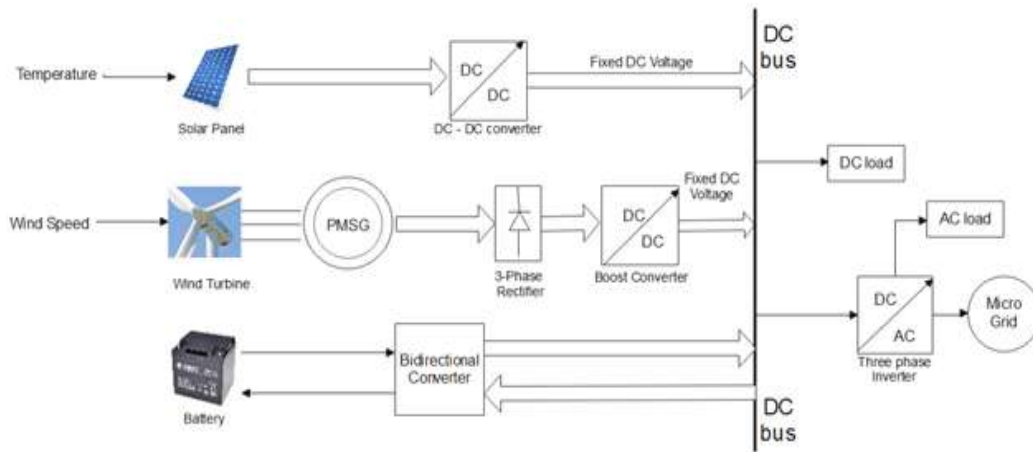 DC
bus
Temperature
DC
DC
Fixed DC Voltage
Solar Panel
DC - DC converter
DC load
Fixed DC
Voltage
AC load
Wind Speed
PMSG
DC
DC
Wind Turbine
3-Phase
Rectifier
Boost Converter
DC
AC
Micro
Grid
Three phase
Inverter
Bidirectional
Converter
Battery
DC
bus